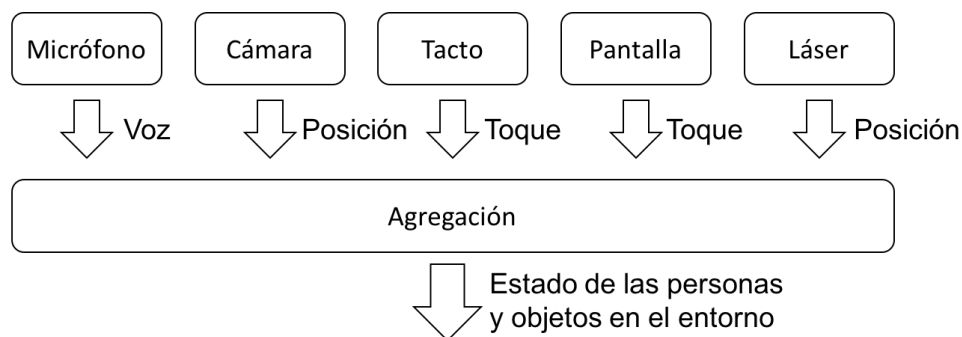 Micrófono
Cámara
Tacto
Pantalla
Láser
Voz
Posición
Toque
Toque
Posición
Agregación
Estado de las personas
y objetos en el entorno